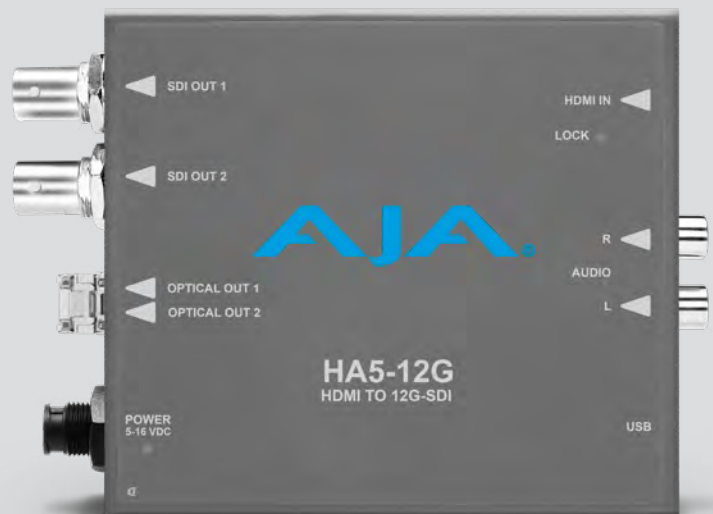 SDI OUT 1
HDMI IN
LOCK
SDI OUT 2
AJA®
R
AUDIO
L
OPTICAL OUT 1
OPTICAL OUT 2
HA5-12G
HDMI TO 12G-SDI
POWER
5-16 VDC
USB